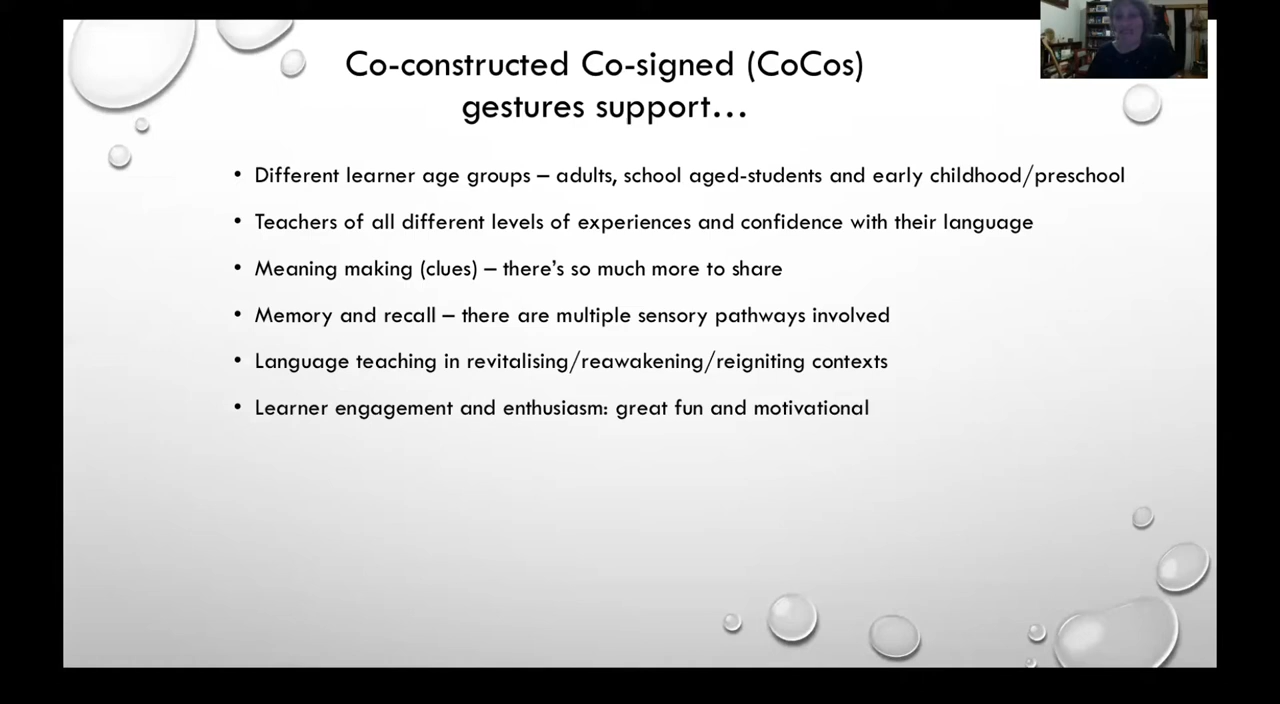 Co-constructed Co-signed (CoCos)
gestures support…
• Different learner age groups – adults, school aged-students and early childhood/preschool
• Teachers of all different levels of experiences and confidence with their language
• Meaning making (clues) – there's so much more to share
• Memory and recall – there are multiple sensory pathways involved
• Language teaching in revitalising/reawakening/reigniting contexts
• Learner engagement and enthusiasm: great fun and motivational